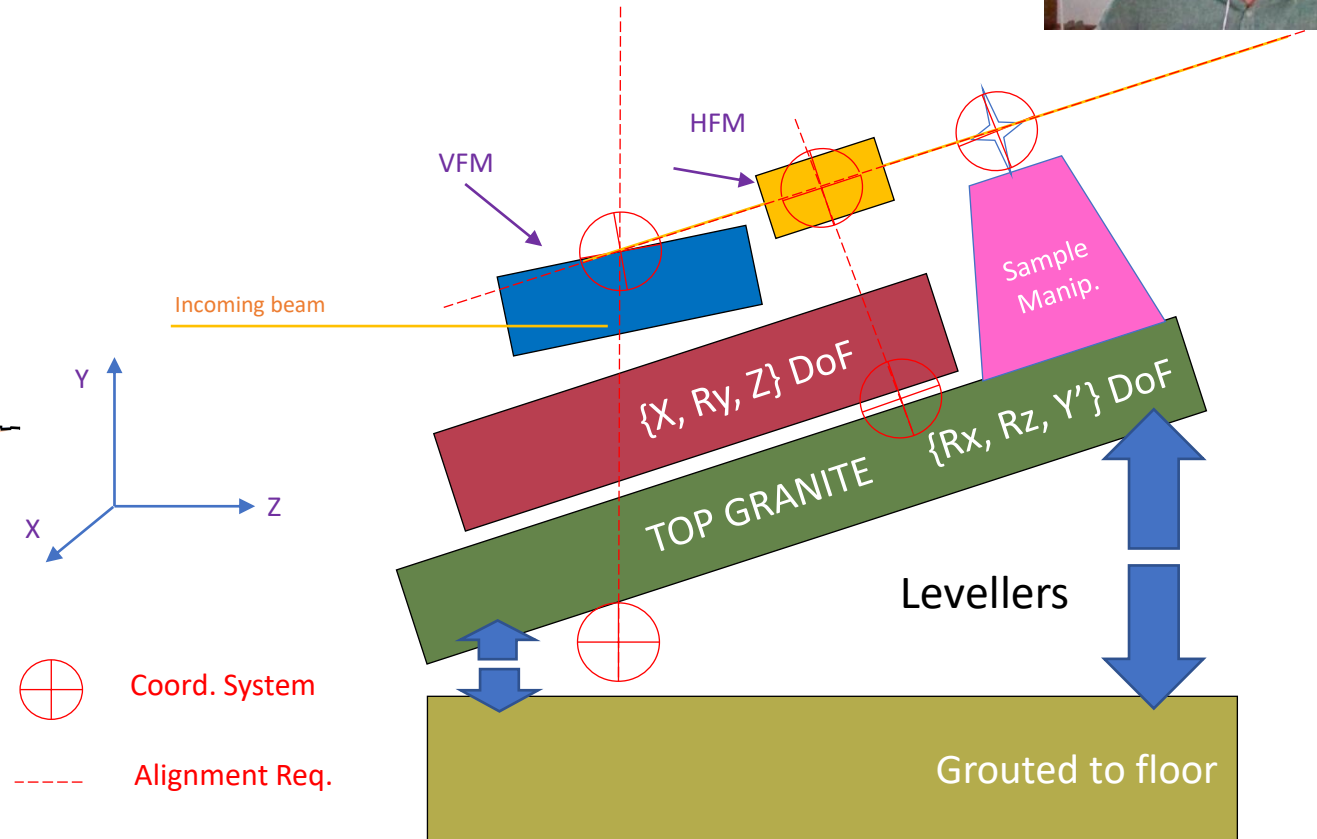 HFM
VFM
Incoming beam
Sample
Manip.
Y
{X, Ry, Z} DoF
{Rx, Rz, Y’} DoF
Z
TOP GRANITE
X
Levellers
Coord. System
Alignment Req.
Grouted to floor